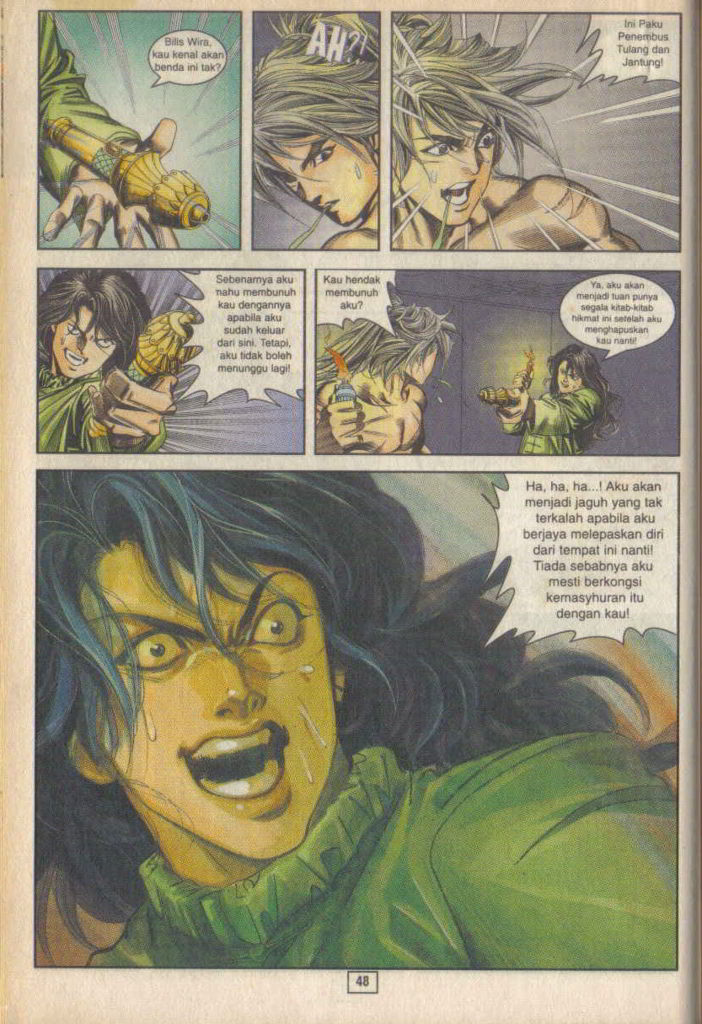 Bills Wira,
kau kenal akan
benda ini tak?
AH?!
Ini Paku
Penembus
Tulang dan
Jantung!
Sebenarnya aku
mahu membunuh
kau dengannya
apabila aku
sudah keluar
dari sini. Tetapi,
aku tidak boleh
menunggu lagi!
Kau hendak
membunuh
aku?
Ya, aku akan
menjadi tuan punya
segala kitab-kitab
hikmat ini setelah aku
menghapuskan
kau nanti!
Ha, ha, ha...! Aku akan
menjadi jaguh yang tak
terkalah apabila aku
berjaya melepaskan diri
dari tempat ini nanti!
Tiada sebabnya aku
mesti berkongsi
kemasyhuran itu
dengan kau!
48